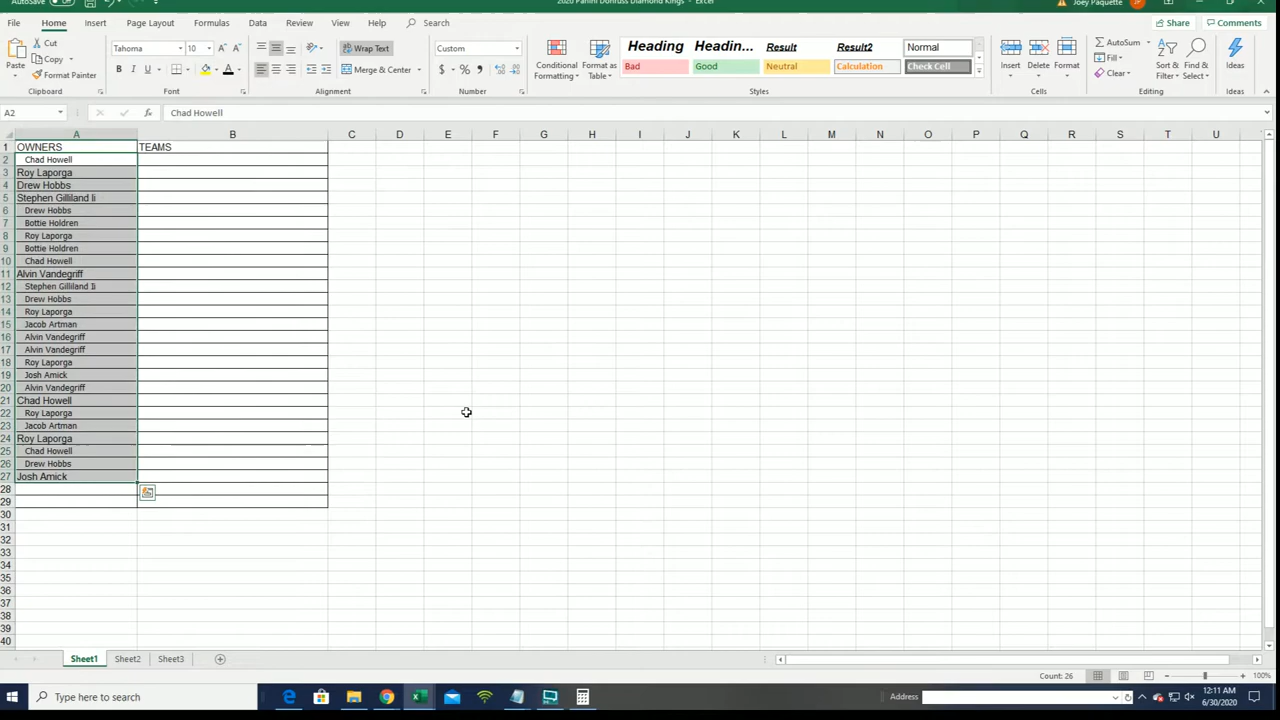 AutoSave Off 2020 Panini Donruss Diamond Kings - Excel Joey Paquette JP
File Home Insert Page Layout Formulas Data Review View Help Search Share Comments
Paste Cut Copy Format Painter Clipboard
Tahoma 10 B I U A Font
Wrap Text Merge & Center Alignment
Custom $ % Number
Conditional Formatting Format as Table
Heading Headin... Result Result2 Normal
Bad Good Neutral Calculation Check Cell
Styles
Insert Delete Format Cells
AutoSum Fill Clear Sort & Filter Find & Select Editing
Ideas Ideas
A2 fx Chad Howell
A B C D E F G H I J K L M N O P Q R S T U
1 OWNERS TEAMS
2 Chad Howell
3 Roy Laporga
4 Drew Hobbs
5 Stephen Gilliland Ii
6 Drew Hobbs
7 Bottie Holdren
8 Roy Laporga
9 Bottie Holdren
10 Chad Howell
11 Alvin Vandegriff
12 Stephen Gilliland Ii
13 Drew Hobbs
14 Roy Laporga
15 Jacob Artman
16 Alvin Vandegriff
17 Alvin Vandegriff
18 Roy Laporga
19 Josh Amick
20 Alvin Vandegriff
21 Chad Howell
22 Roy Laporga
23 Jacob Artman
24 Roy Laporga
25 Chad Howell
26 Drew Hobbs
27 Josh Amick
28
29
30
31
32
33
34
35
36
37
38
39
40
Sheet1 Sheet2 Sheet3
Count: 26 100%
Type here to search Address 12:11 AM
6/30/2020